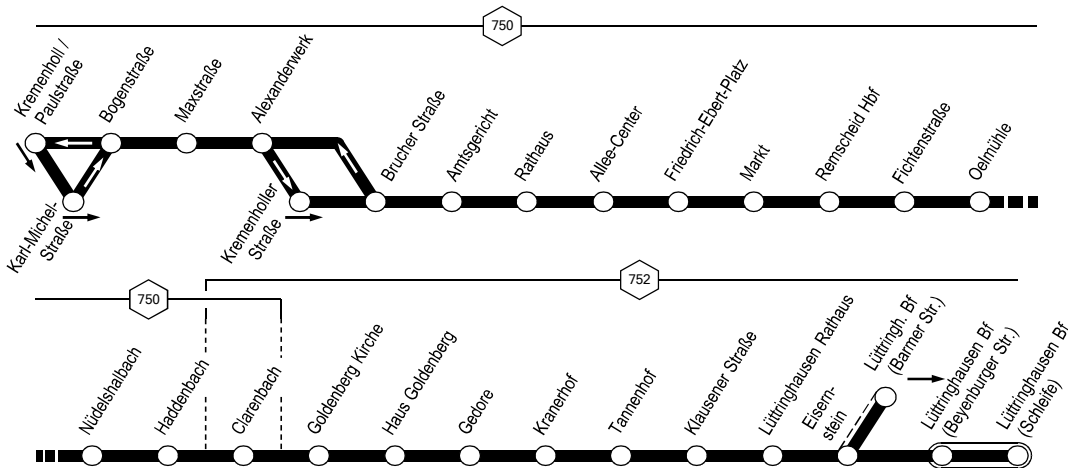 750
Kremenholl /
Paulstraße
Bogenstraße
Maxstraße
Alexanderwerk
Brucher Straße
Amtsgericht
Rathaus
Allee-Center
Friedrich-Ebert-Platz
Markt
Remscheid Hbf
Fichtenstraße
Oelmühle
Karl-Michel-
Straße
Kremenholler
Straße
750
752
Nüdelshalbach
Haddenbach
Clarenbach
Goldenberg Kirche
Haus Goldenberg
Gedore
Kranerhof
Tannenhof
Klausener Straße
Lüttringhausen Rathaus
Eisern-
stein
Lüttringh. Bf
(Barmer Str.)
Lüttringhausen Bf
(Beyenburger Str.)
Lüttringhausen Bf
(Schleife)